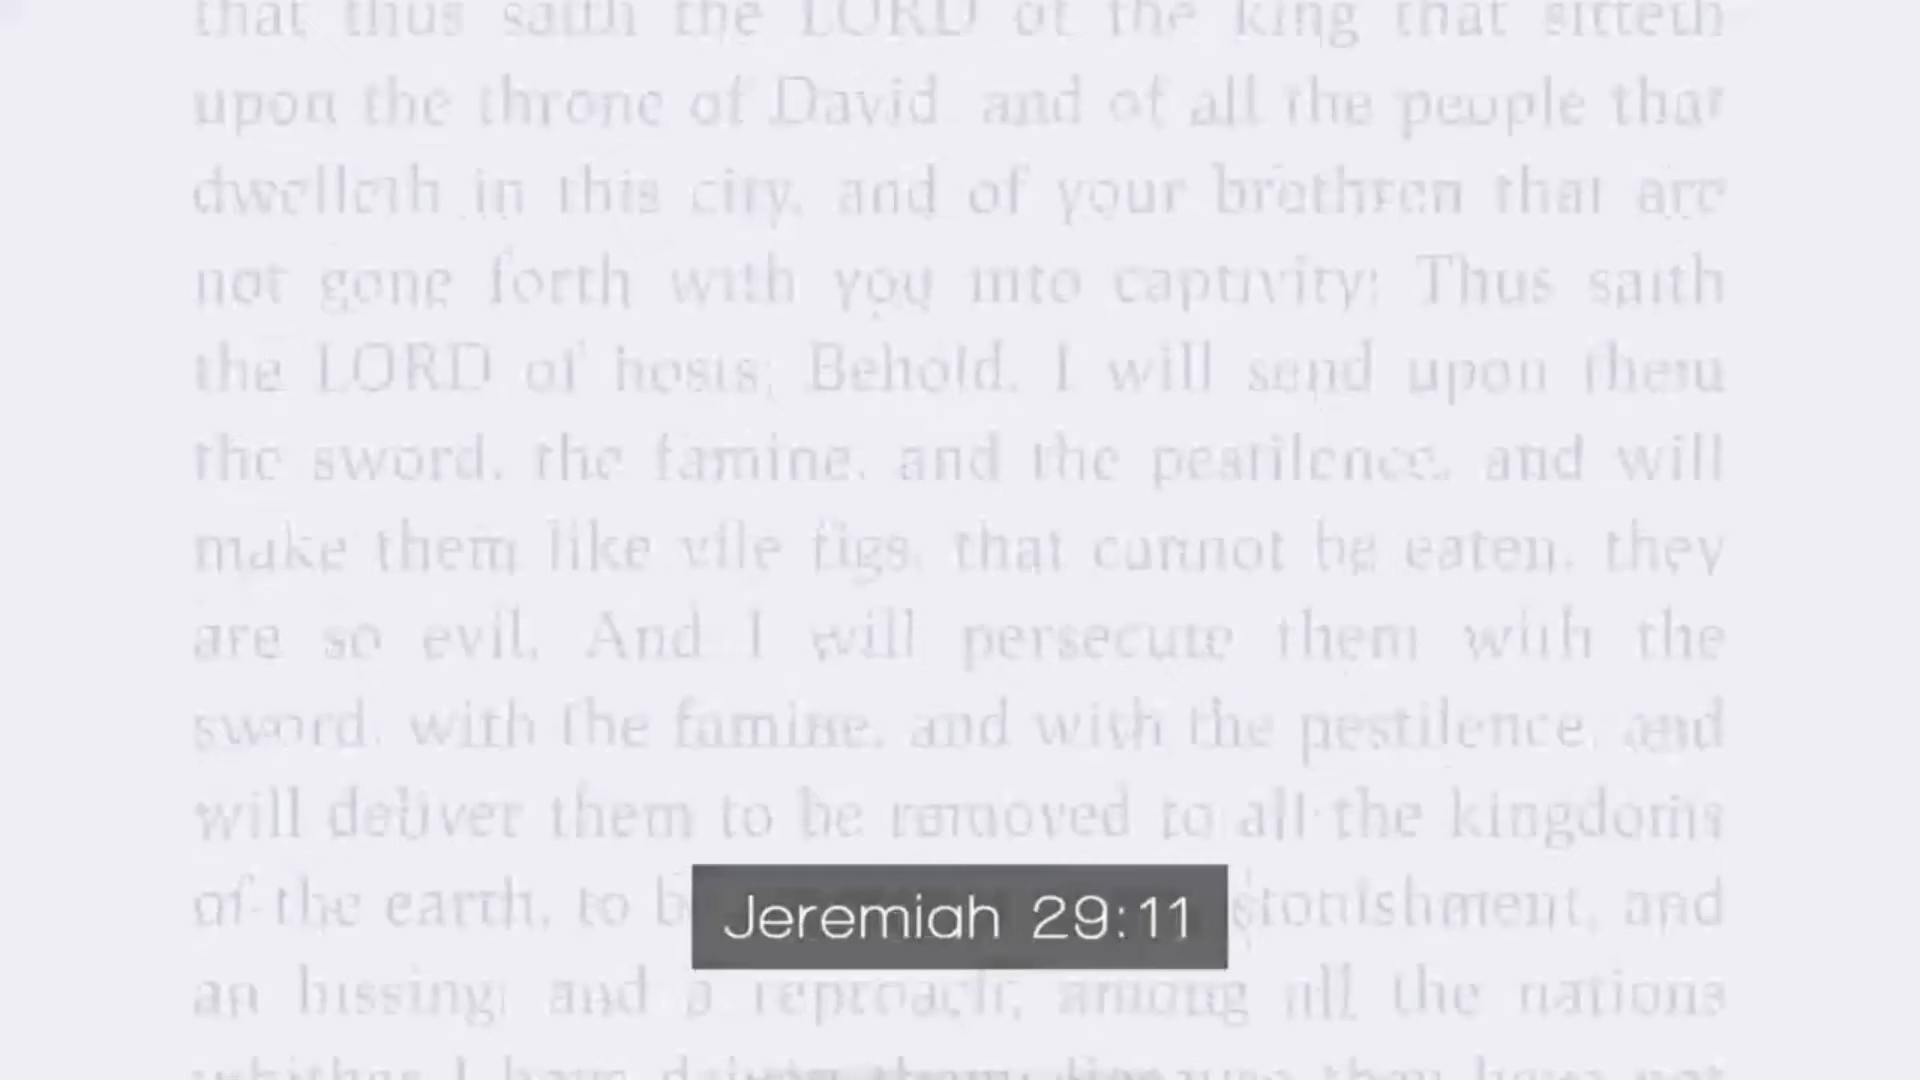 that thus saith the LORD of the king that sitteth
upon the throne of David, and of all the people that
dwelleth in this city, and of your brethren that are
not gone forth with you into captivity; Thus saith
the LORD of hosts; Behold, I will send upon them
the sword, the famine, and the pestilence, and will
make them like vile figs, that cannot be eaten, they
are so evil. And I will persecute them with the
sword, with the famine, and with the pestilence, and
will deliver them to be removed to all the kingdoms
of the earth, to
Jeremiah 29:11
and
an hissing, and a reproach, among all the nations